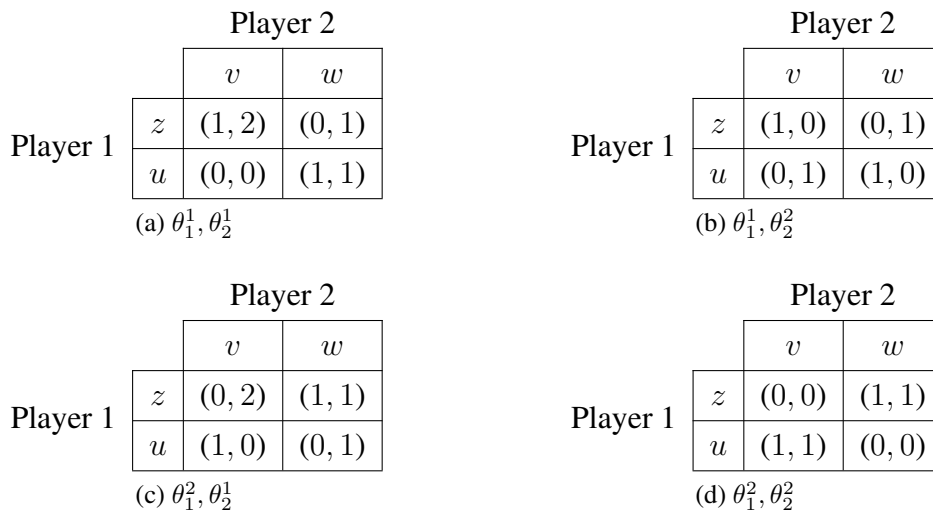 Player 2
v w
Player 1 z (1, 2) (0, 1)
u (0, 0) (1, 1)
(a) θ₁¹, θ₂¹
Player 2
v w
Player 1 z (1, 0) (0, 1)
u (0, 1) (1, 0)
(b) θ₁¹, θ₂²
Player 2
v w
Player 1 z (0, 2) (1, 1)
u (1, 0) (0, 1)
(c) θ₁², θ₂¹
Player 2
v w
Player 1 z (0, 0) (1, 1)
u (1, 1) (0, 0)
(d) θ₁², θ₂²